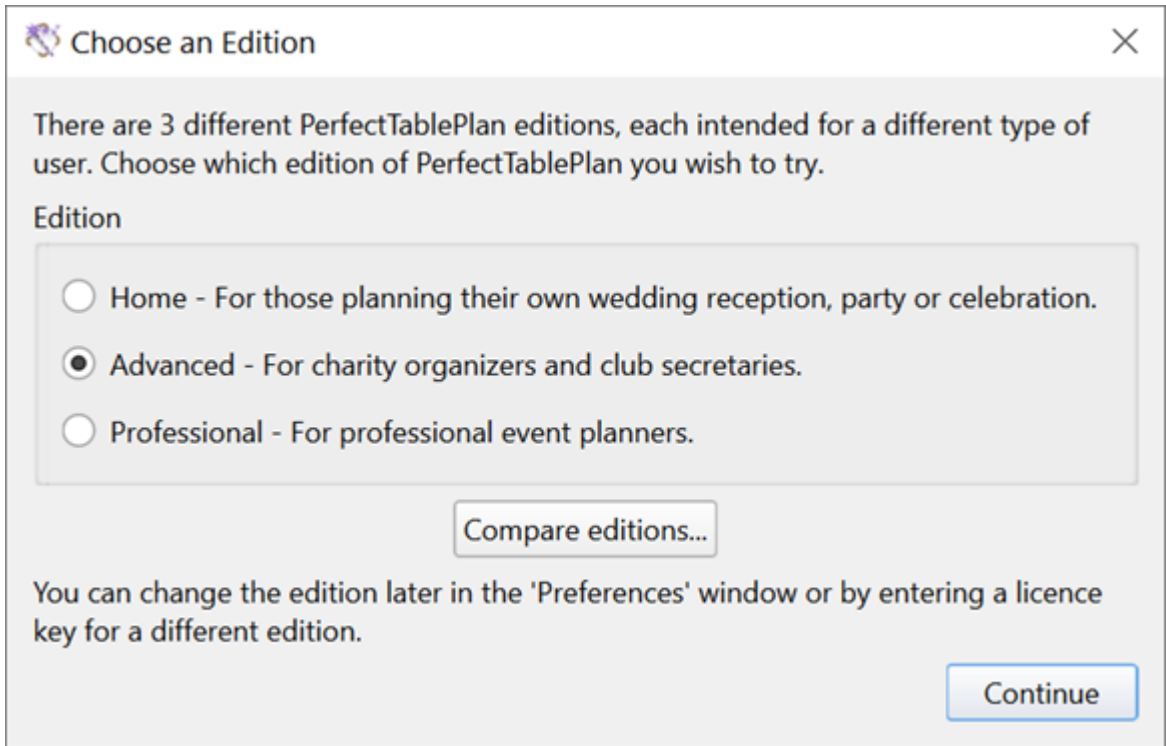 Choose an Edition
There are 3 different PerfectTablePlan editions, each intended for a different type of
user. Choose which edition of PerfectTablePlan you wish to try.
Edition
Home - For those planning their own wedding reception, party or celebration.
Advanced - For charity organizers and club secretaries.
Professional - For professional event planners.
Compare editions...
You can change the edition later in the 'Preferences' window or by entering a licence
key for a different edition.
Continue